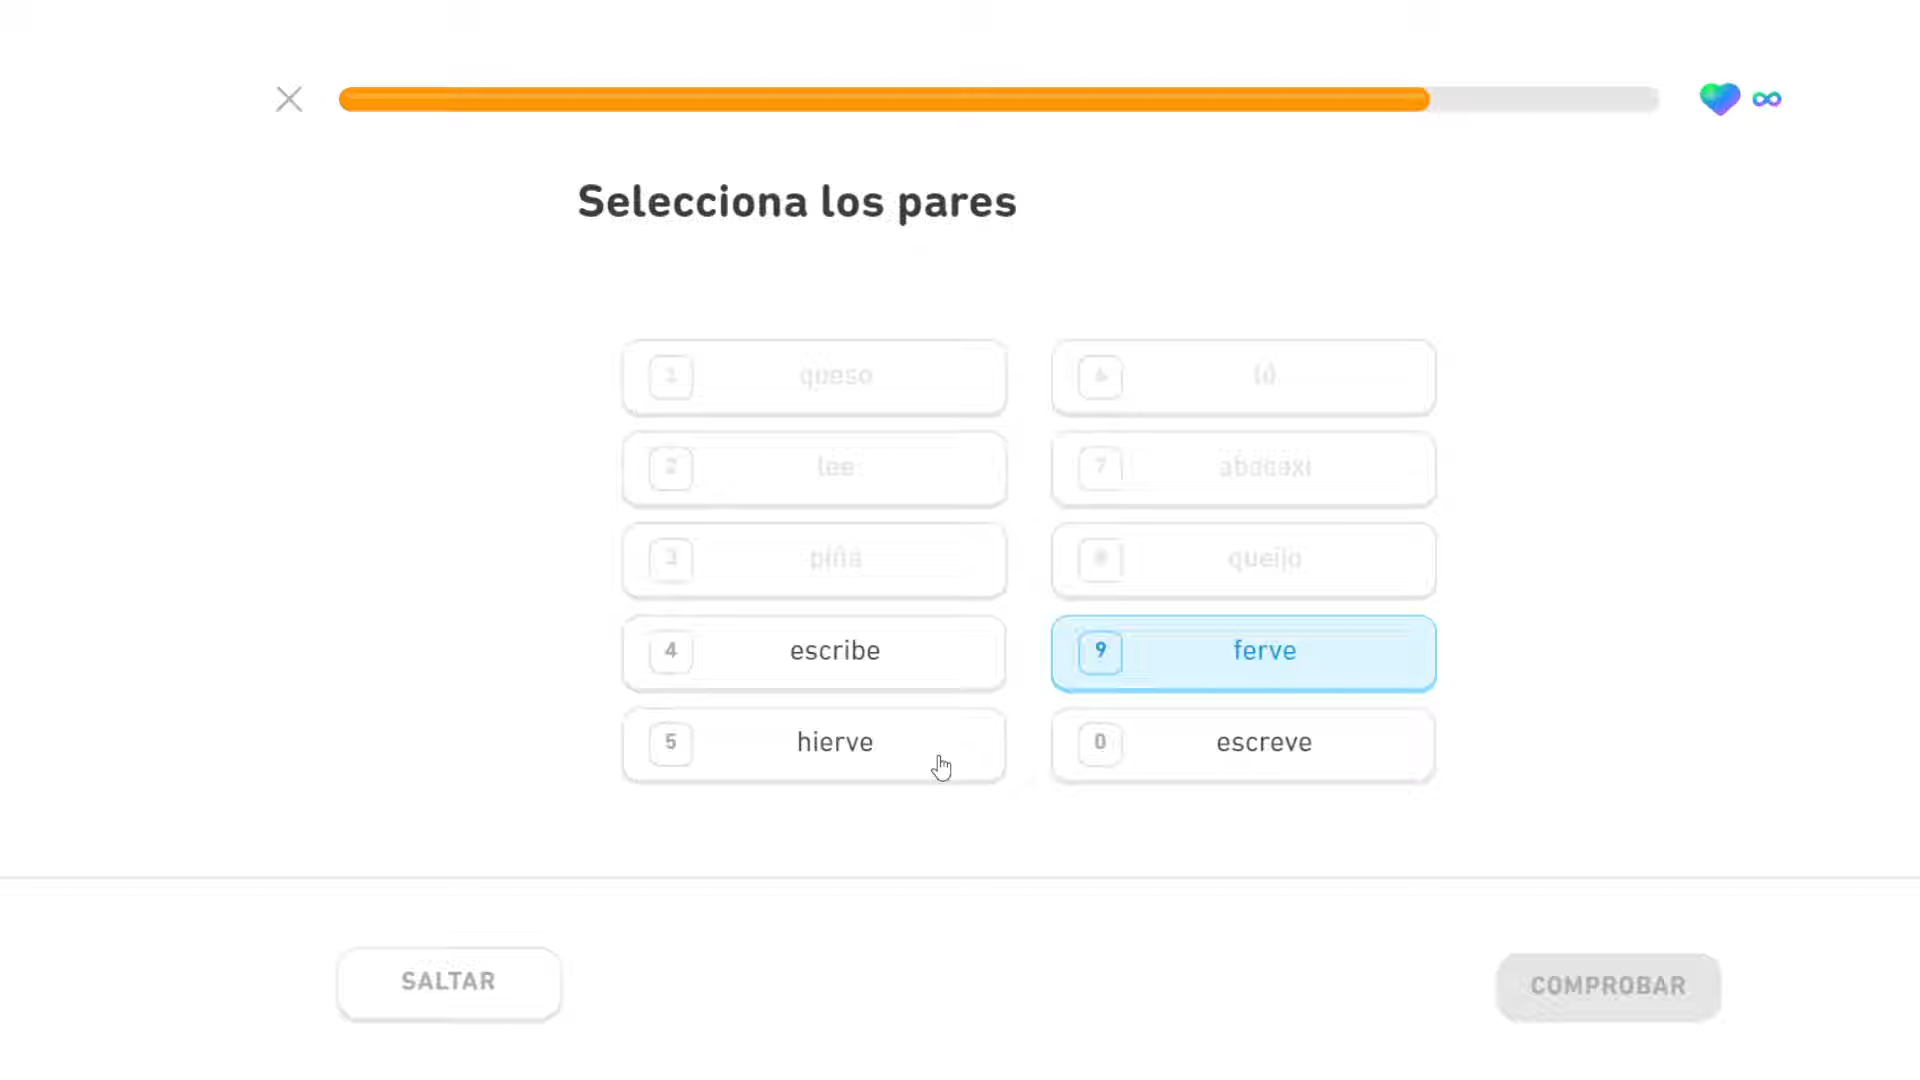 Selecciona los pares
1 queso
lê
2 lee
7 abacaxi
3 piña
8 queijo
4 escribe
9 ferve
5 hierve
0 escreve
SALTAR
COMPROBAR